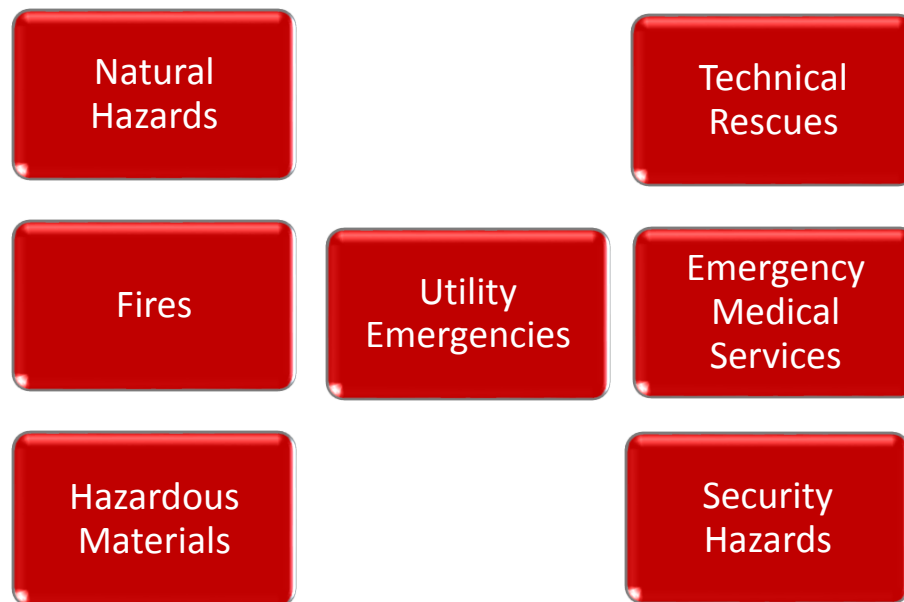 Natural
Hazards
Technical
Rescues
Fires
Utility
Emergencies
Emergency
Medical
Services
Hazardous
Materials
Security
Hazards